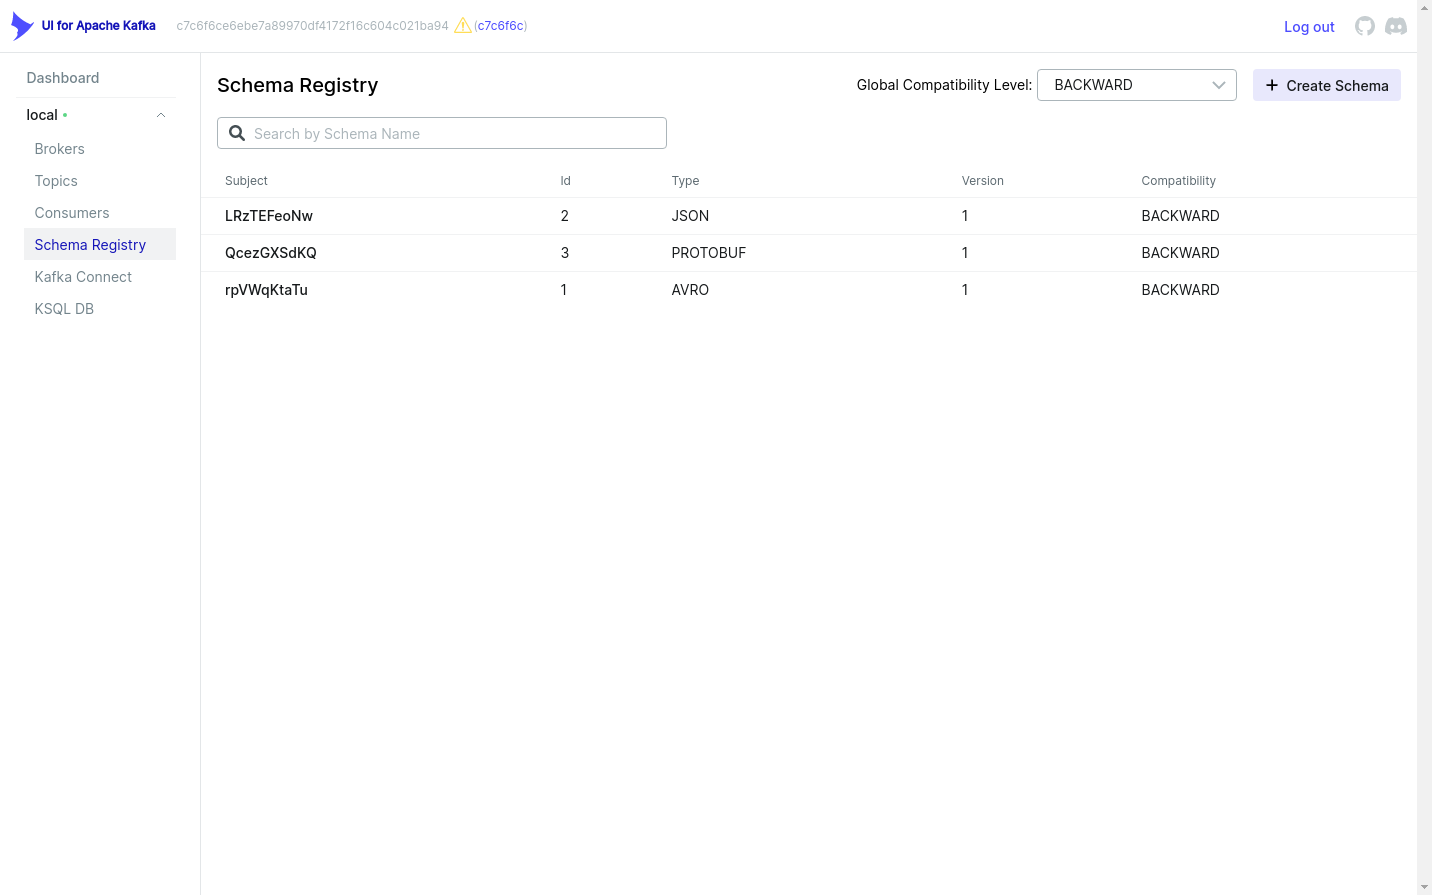 UI for Apache Kafka
c7c6f6ce6ebe7a89970df4172f16c604c021ba94 (c7c6f6c)
Log out
Dashboard
local
Brokers
Topics
Consumers
Schema Registry
Kafka Connect
KSQL DB
Schema Registry
Global Compatibility Level: BACKWARD
Create Schema
Search by Schema Name
Subject Id Type Version Compatibility
LRzTEFeoNw 2 JSON 1 BACKWARD
QcezGXSdKQ 3 PROTOBUF 1 BACKWARD
rpVWqKtaTu 1 AVRO 1 BACKWARD